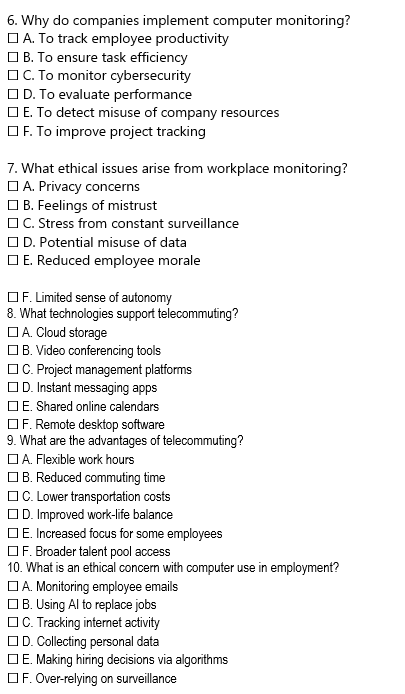 6. Why do companies implement computer monitoring?
☐ A. To track employee productivity
☐ B. To ensure task efficiency
☐ C. To monitor cybersecurity
☐ D. To evaluate performance
☐ E. To detect misuse of company resources
☐ F. To improve project tracking
7. What ethical issues arise from workplace monitoring?
☐ A. Privacy concerns
☐ B. Feelings of mistrust
☐ C. Stress from constant surveillance
☐ D. Potential misuse of data
☐ E. Reduced employee morale
☐ F. Limited sense of autonomy
8. What technologies support telecommuting?
☐ A. Cloud storage
☐ B. Video conferencing tools
☐ C. Project management platforms
☐ D. Instant messaging apps
☐ E. Shared online calendars
☐ F. Remote desktop software
9. What are the advantages of telecommuting?
☐ A. Flexible work hours
☐ B. Reduced commuting time
☐ C. Lower transportation costs
☐ D. Improved work-life balance
☐ E. Increased focus for some employees
☐ F. Broader talent pool access
10. What is an ethical concern with computer use in employment?
☐ A. Monitoring employee emails
☐ B. Using AI to replace jobs
☐ C. Tracking internet activity
☐ D. Collecting personal data
☐ E. Making hiring decisions via algorithms
☐ F. Over-relying on surveillance